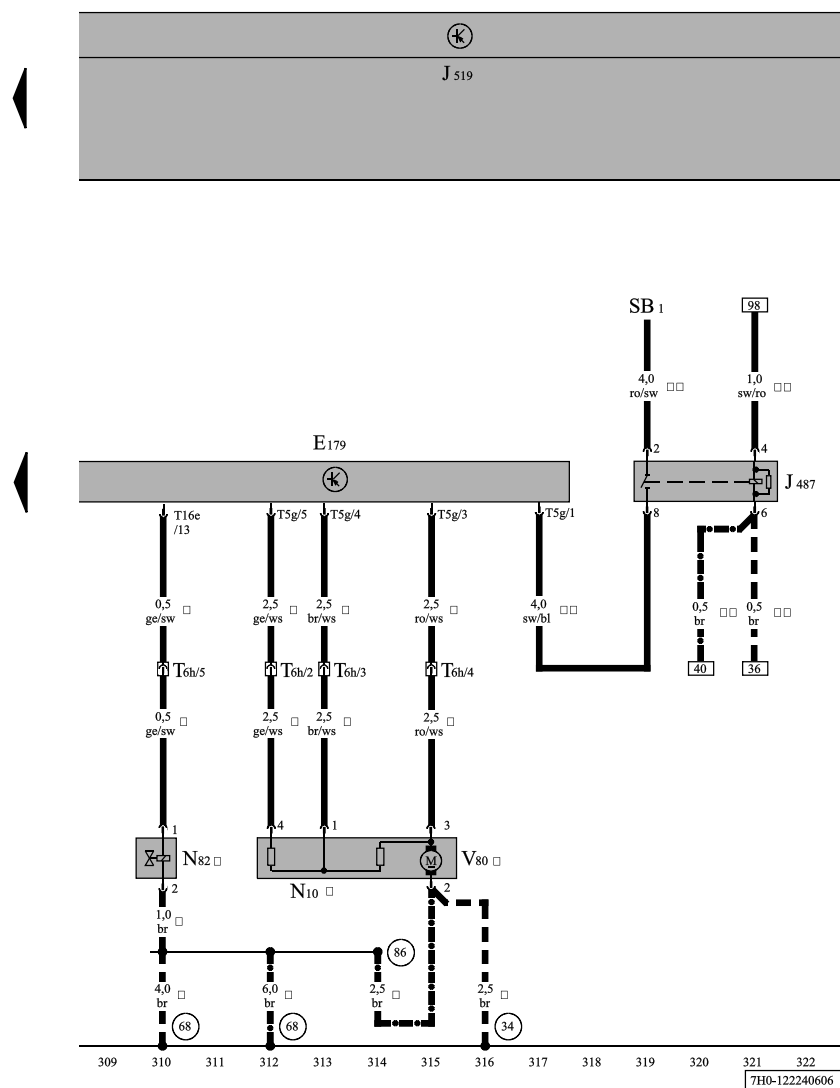 J 519
SB 1
98
4,0
ro/sw
1,0
sw/ro
2
4
E 179
J 487
T16e
/13
T5g/5
T5g/4
T5g/3
T5g/1
8
6
0,5
ge/sw
2,5
ge/ws
2,5
br/ws
2,5
ro/ws
4,0
sw/bl
0,5
br
0,5
br
T6h/5
T6h/2
T6h/3
T6h/4
40
36
0,5
ge/sw
2,5
ge/ws
2,5
br/ws
2,5
ro/ws
1
4
1
3
M
N82
V80
2
N10
2
1,0
br
86
4,0
br
6,0
br
2,5
br
2,5
br
68
68
34
309 310 311 312 313 314 315 316 317 318 319 320 321 322
7H0-122240606